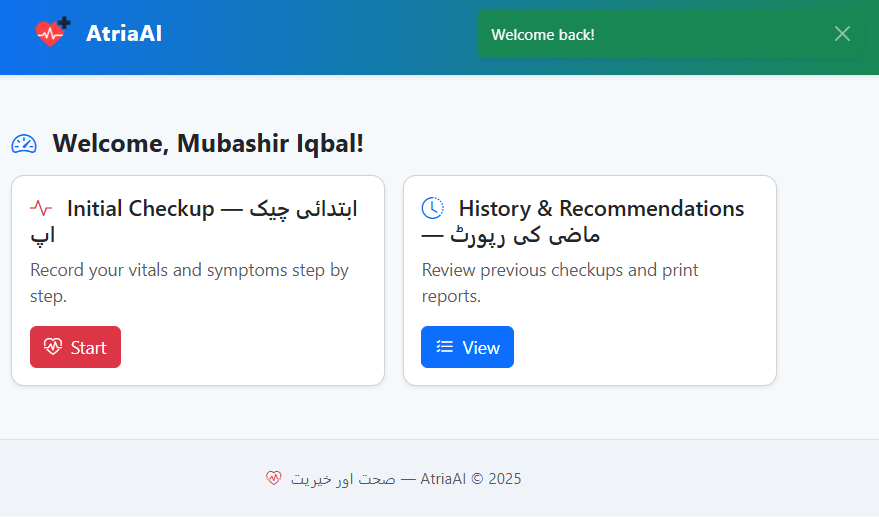 AtriaAI
Welcome back!
Welcome, Mubashir Iqbal!
Initial Checkup — ابتدائی چیک
اپ
Record your vitals and symptoms step by
step.
Start
History & Recommendations
— ماضی کی رپورٹ
Review previous checkups and print
reports.
View
صحت اور خیریت — AtriaAI © 2025